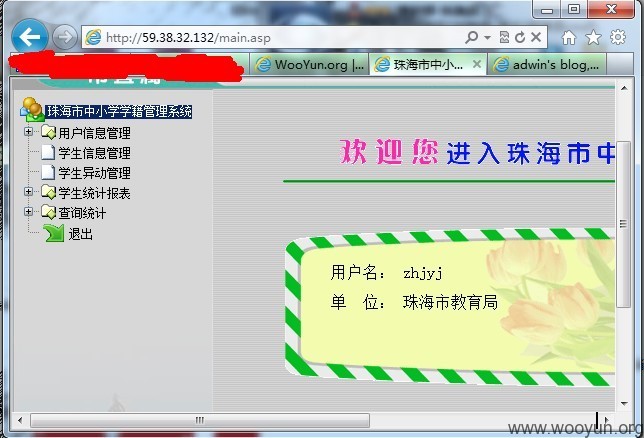 http://59.38.32.132/main.asp
WooYun.org |...
珠海市中小...
adwin's blog,...
珠海市中小学学籍管理系统
用户信息管理
学生信息管理
学生异动管理
学生统计报表
查询统计
退出
欢迎您 进入珠海市中
用户名： zhjyj
单 位： 珠海市教育局
www.wooyun.org